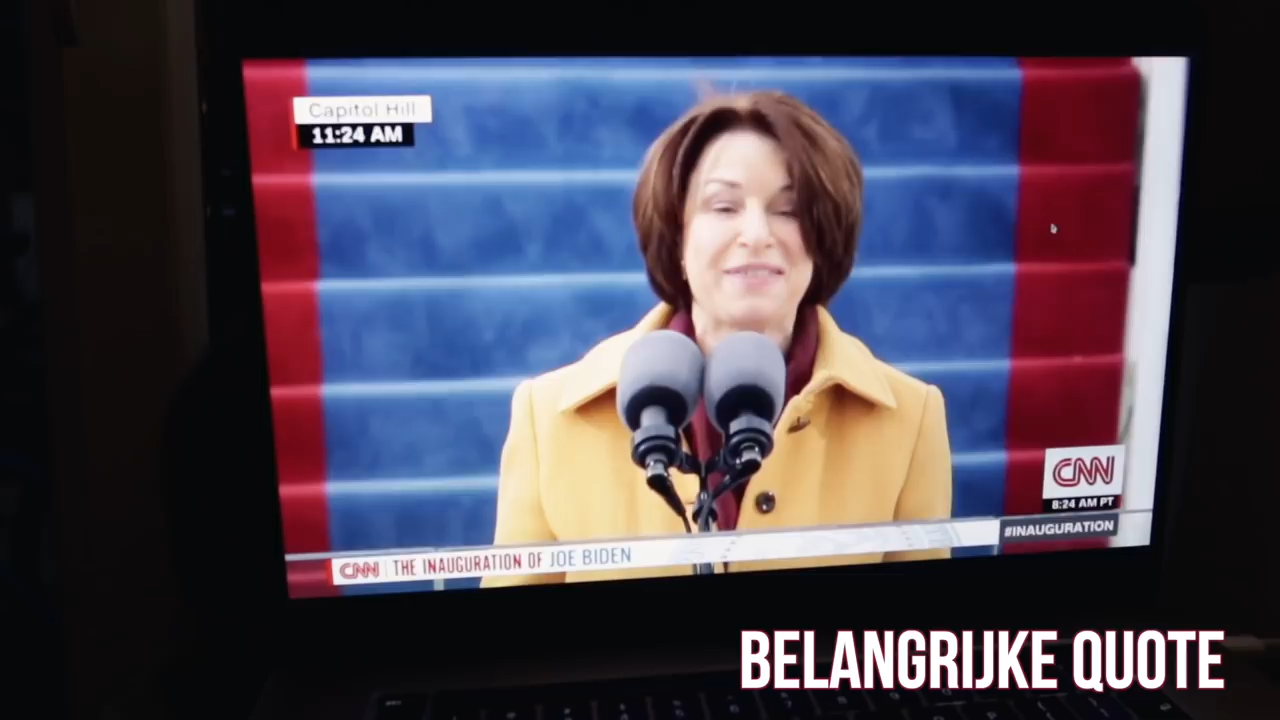 Capitol Hill
11:24 AM
CNN
8:24 AM PT
#INAUGURATION
CNN THE INAUGURATION OF JOE BIDEN
BELANGRIJKE QUOTE